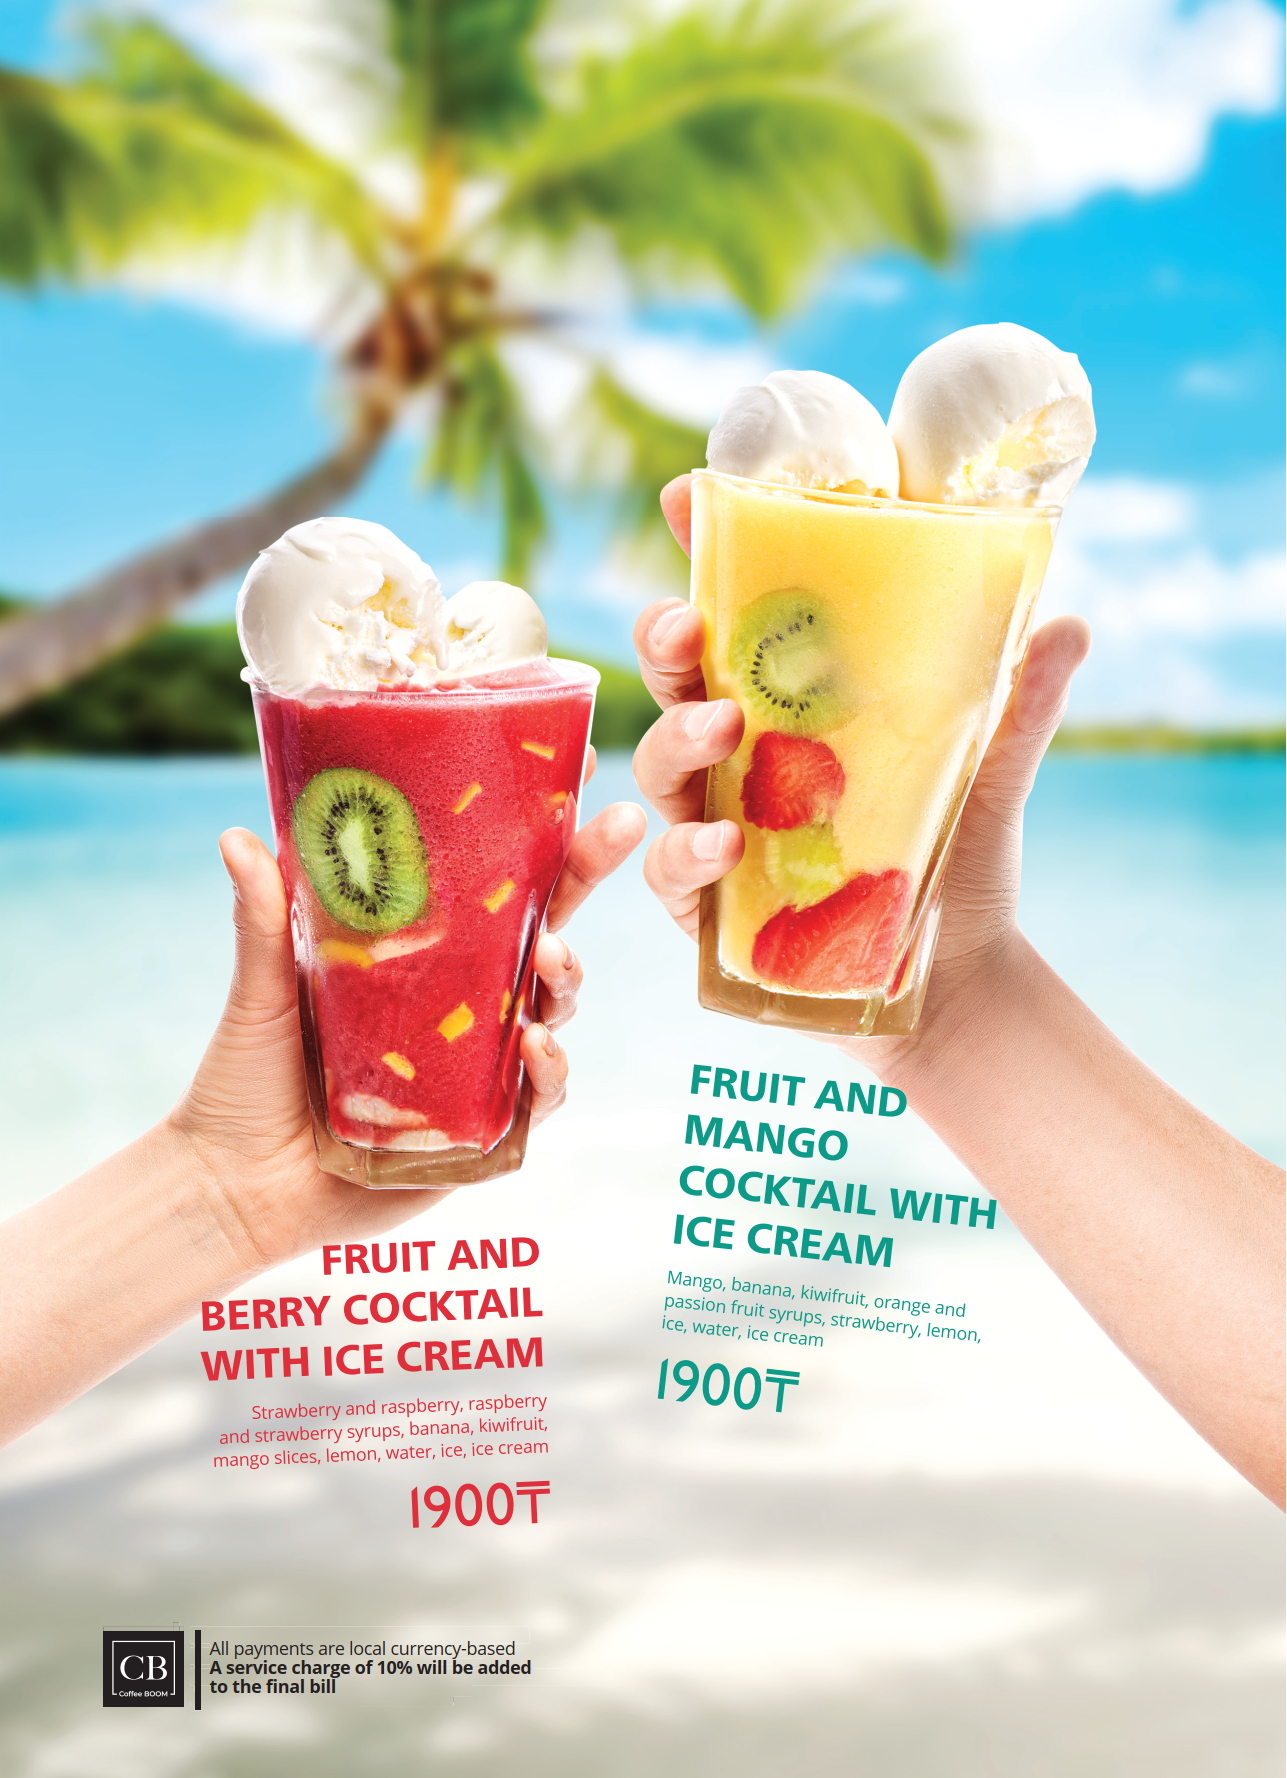 FRUIT AND
BERRY COCKTAIL
WITH ICE CREAM
Strawberry and raspberry, raspberry
and strawberry syrups, banana, kiwifruit,
mango slices, lemon, water, ice, ice cream
1900₸
FRUIT AND
MANGO
COCKTAIL WITH
ICE CREAM
Mango, banana, kiwifruit, orange and
passion fruit syrups, strawberry, lemon,
ice, water, ice cream
1900₸
CB
Coffee BOOM
All payments are local currency-based
A service charge of 10% will be added
to the final bill